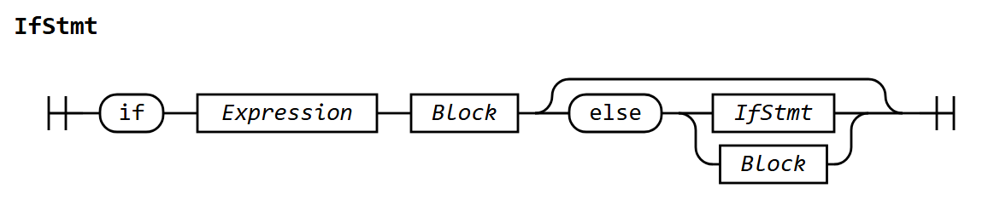 IfStmt
if Expression Block else IfStmt
Block